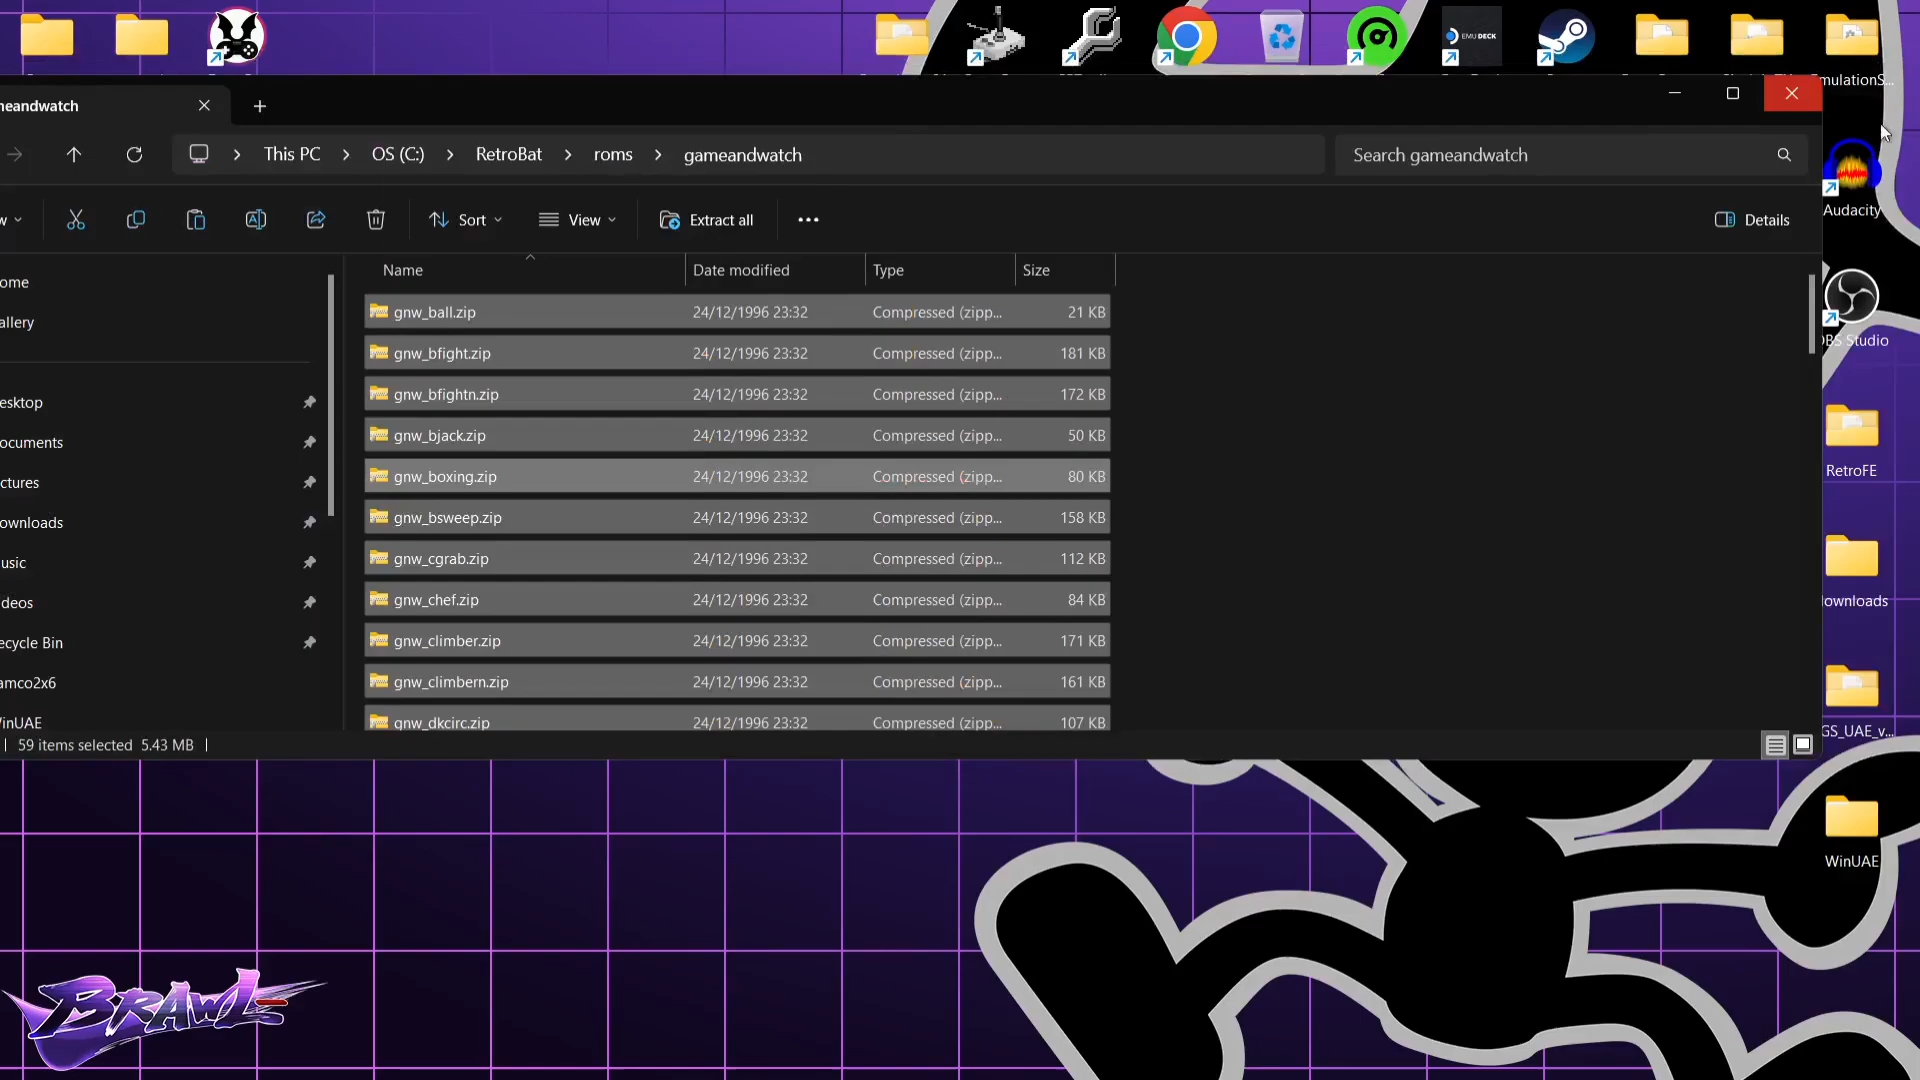 EMUDECK
mulationS...
meandwatch
This PC > OS (C:) > RetroBat > roms > gameandwatch
Search gameandwatch
w
Sort
View
Extract all
Details
Audacity
Name
Date modified
Type
Size
ome
allery
esktop
ocuments
ctures
ownloads
usic
deos
ecycle Bin
amco2x6
inUAE
gnw_ball.zip 24/12/1996 23:32 Compressed (zipp... 21 KB
gnw_bfight.zip 24/12/1996 23:32 Compressed (zipp... 181 KB
gnw_bfightn.zip 24/12/1996 23:32 Compressed (zipp... 172 KB
gnw_bjack.zip 24/12/1996 23:32 Compressed (zipp... 50 KB
gnw_boxing.zip 24/12/1996 23:32 Compressed (zipp... 80 KB
gnw_bsweep.zip 24/12/1996 23:32 Compressed (zipp... 158 KB
gnw_cgrab.zip 24/12/1996 23:32 Compressed (zipp... 112 KB
gnw_chef.zip 24/12/1996 23:32 Compressed (zipp... 84 KB
gnw_climber.zip 24/12/1996 23:32 Compressed (zipp... 171 KB
gnw_climbern.zip 24/12/1996 23:32 Compressed (zipp... 161 KB
gnw_dkcirc.zip 24/12/1996 23:32 Compressed (zipp... 107 KB
59 items selected 5.43 MB
OBS Studio
RetroFE
ownloads
GS_UAE_v...
WinUAE
BRAWL